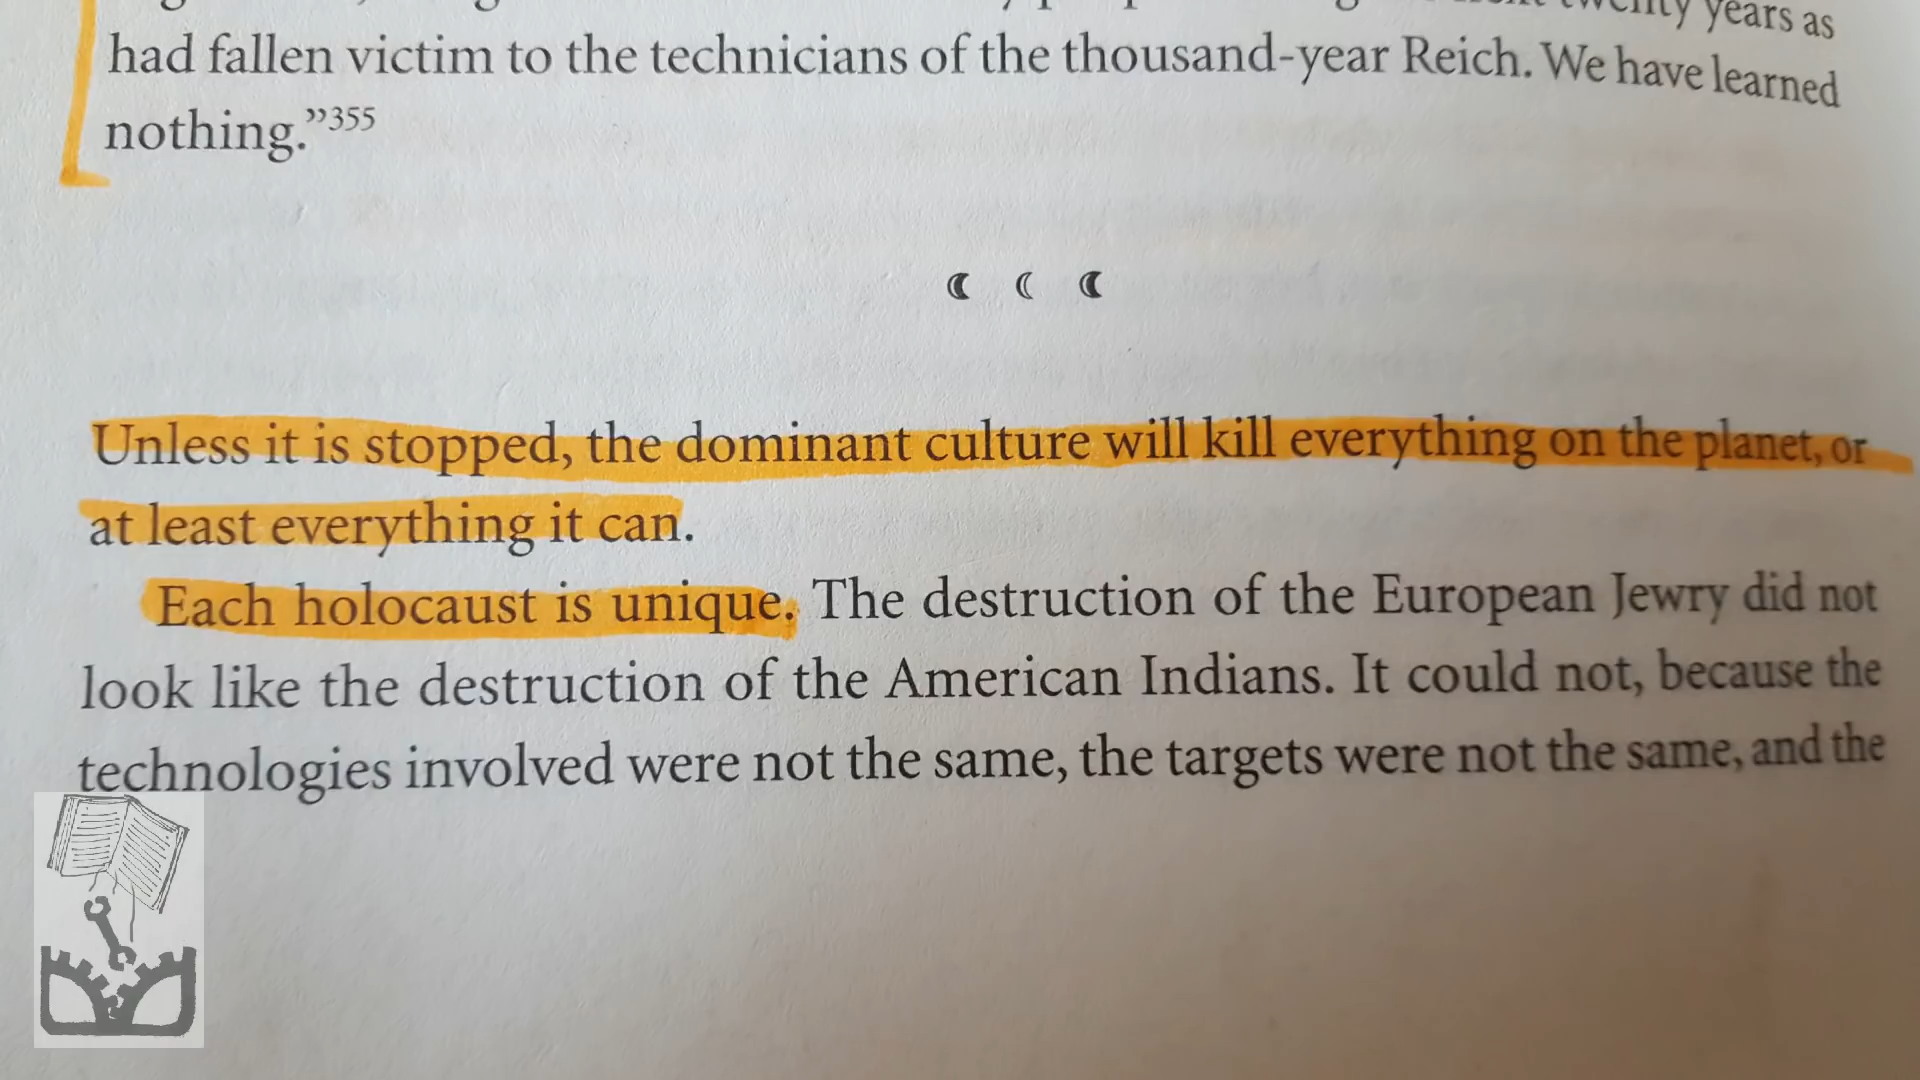 twenty years as
had fallen victim to the technicians of the thousand-year Reich. We have learned
nothing.”355
Unless it is stopped, the dominant culture will kill everything on the planet, or
at least everything it can.
Each holocaust is unique. The destruction of the European Jewry did not
look like the destruction of the American Indians. It could not, because the
technologies involved were not the same, the targets were not the same, and the